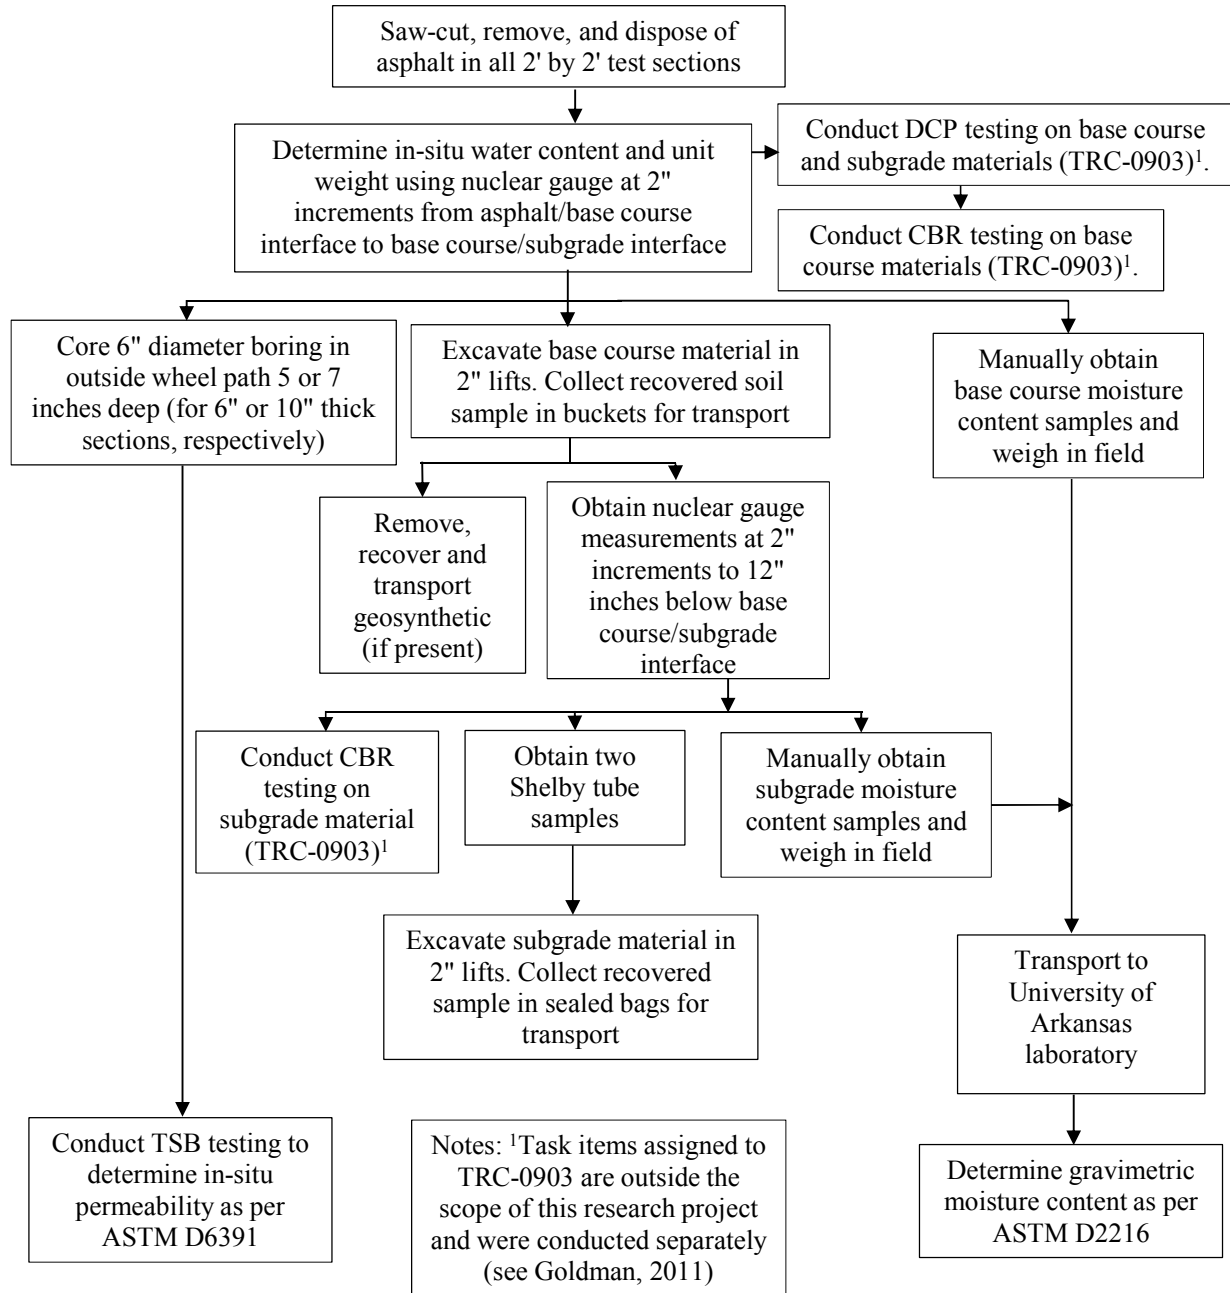 Saw-cut, remove, and dispose of
asphalt in all 2' by 2' test sections
Determine in-situ water content and unit
weight using nuclear gauge at 2"
increments from asphalt/base course
interface to base course/subgrade interface
Conduct DCP testing on base course
and subgrade materials (TRC-0903)¹.
Conduct CBR testing on base
course materials (TRC-0903)¹.
Core 6" diameter boring in
outside wheel path 5 or 7
inches deep (for 6" or 10" thick
sections, respectively)
Excavate base course material in
2" lifts. Collect recovered soil
sample in buckets for transport
Manually obtain
base course moisture
content samples and
weigh in field
Remove,
recover and
transport
geosynthetic
(if present)
Obtain nuclear gauge
measurements at 2"
increments to 12"
inches below base
course/subgrade
interface
Conduct CBR
testing on
subgrade material
(TRC-0903)¹
Obtain two
Shelby tube
samples
Manually obtain
subgrade moisture
content samples and
weigh in field
Excavate subgrade material in
2" lifts. Collect recovered
sample in sealed bags for
transport
Transport to
University of
Arkansas
laboratory
Conduct TSB testing to
determine in-situ
permeability as per
ASTM D6391
Notes: ¹Task items assigned to
TRC-0903 are outside the
scope of this research project
and were conducted separately
(see Goldman, 2011)
Determine gravimetric
moisture content as per
ASTM D2216